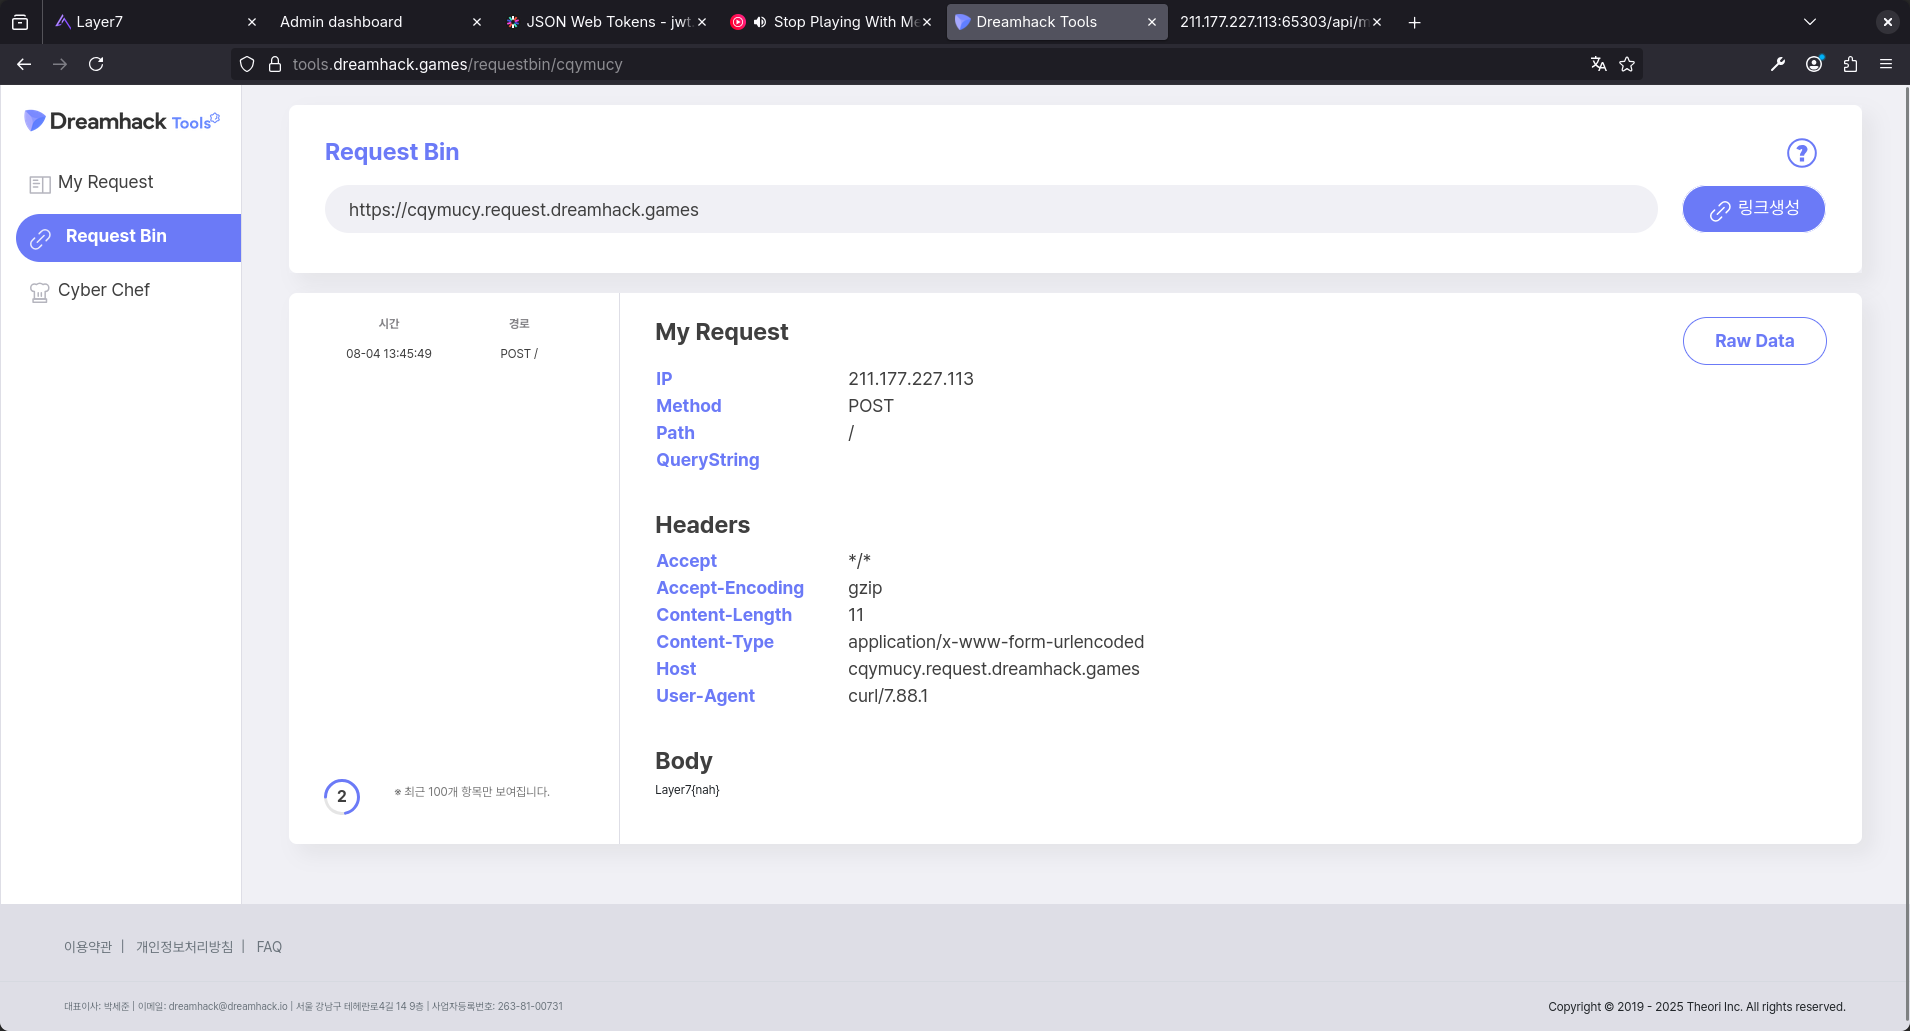 Layer7
Admin dashboard
JSON Web Tokens - jwt.
Stop Playing With Me
Dreamhack Tools
211.177.227.113:65303/api/m
tools.dreamhack.games/requestbin/cqymucy
Dreamhack Tools
My Request
Request Bin
Cyber Chef
Request Bin
?
https://cqymucy.request.dreamhack.games
링크생성
시간 경로
08-04 13:45:49 POST /
2
※ 최근 100개 항목만 보여집니다.
My Request
Raw Data
IP 211.177.227.113
Method POST
Path /
QueryString
Headers
Accept */*
Accept-Encoding gzip
Content-Length 11
Content-Type application/x-www-form-urlencoded
Host cqymucy.request.dreamhack.games
User-Agent curl/7.88.1
Body
Layer7{nah}
이용약관 | 개인정보처리방침 | FAQ
대표이사: 박세준 | 이메일: dreamhack@dreamhack.io | 서울 강남구 테헤란로4길 14 9층 | 사업자등록번호: 263-81-00731
Copyright © 2019 - 2025 Theori Inc. All rights reserved.